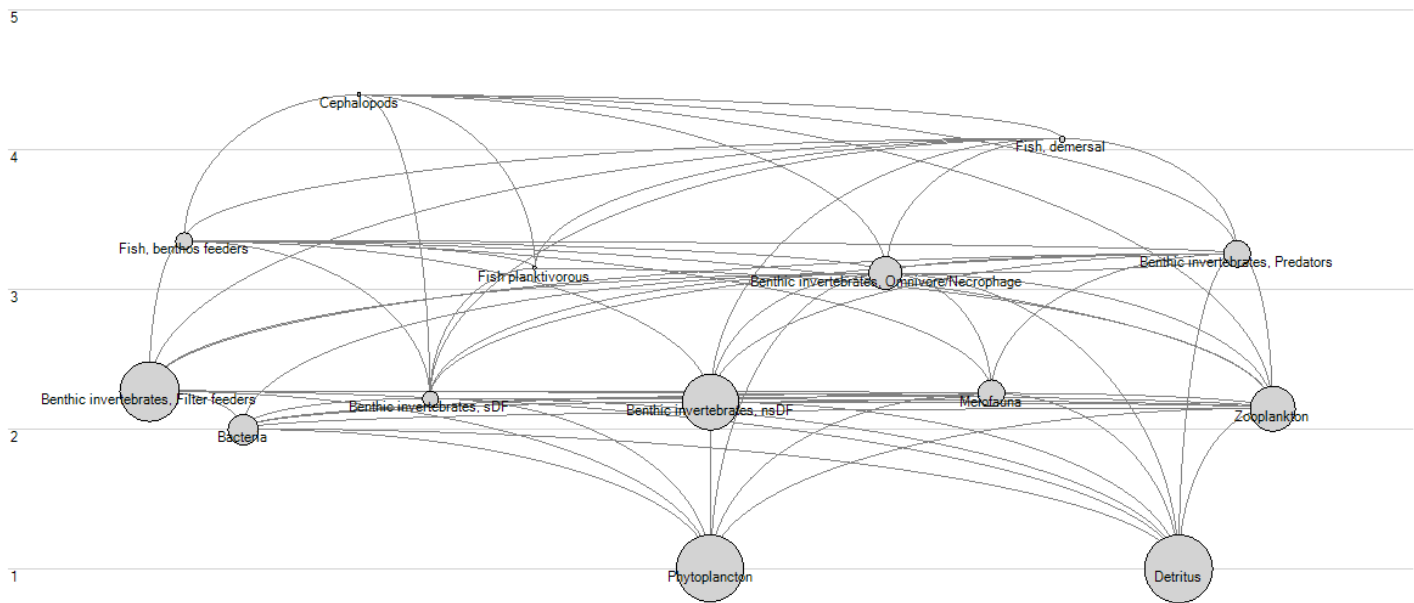 5
Cephalopods
Fish, demersal
4
Fish, benthos feeders
Benthic invertebrates, Predators
Fish planktivorous
Benthic invertebrates, Omnivore/Necrophage
3
Benthic invertebrates, Filter feeders
Benthic invertebrates, sDF
Benthic invertebrates, nsDF
Meiofauna
Zooplankton
2
Bacteria
1
Phytoplancton
Detritus